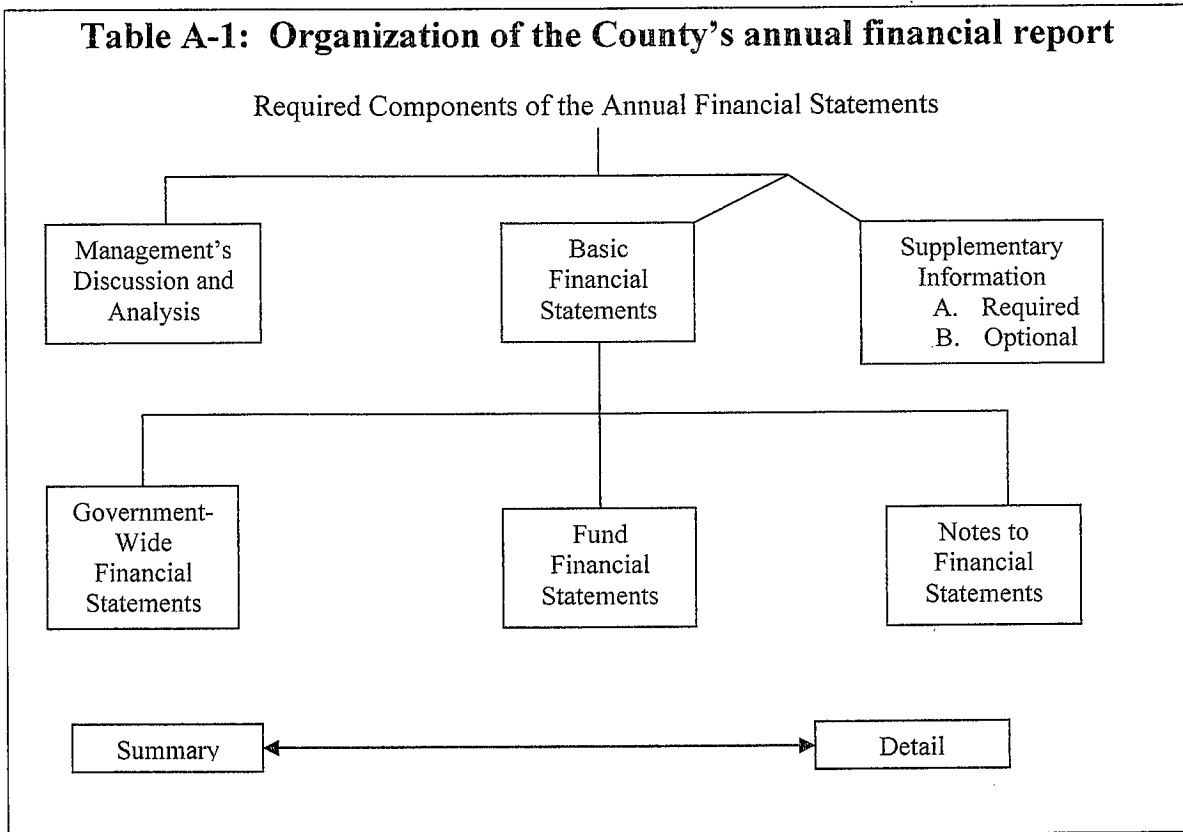 Table A-1: Organization of the County's annual financial report
Required Components of the Annual Financial Statements
Management's
Discussion and
Analysis
Basic
Financial
Statements
Supplementary
Information
A. Required
B. Optional
Government-
Wide
Financial
Statements
Fund
Financial
Statements
Notes to
Financial
Statements
Summary
Detail